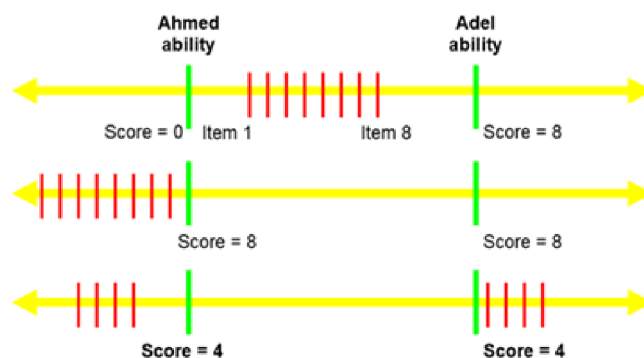 Ahmed ability
Adel ability
Score = 0 Item 1 Item 8 Score = 8
Score = 8 Score = 8
Score = 4 Score = 4